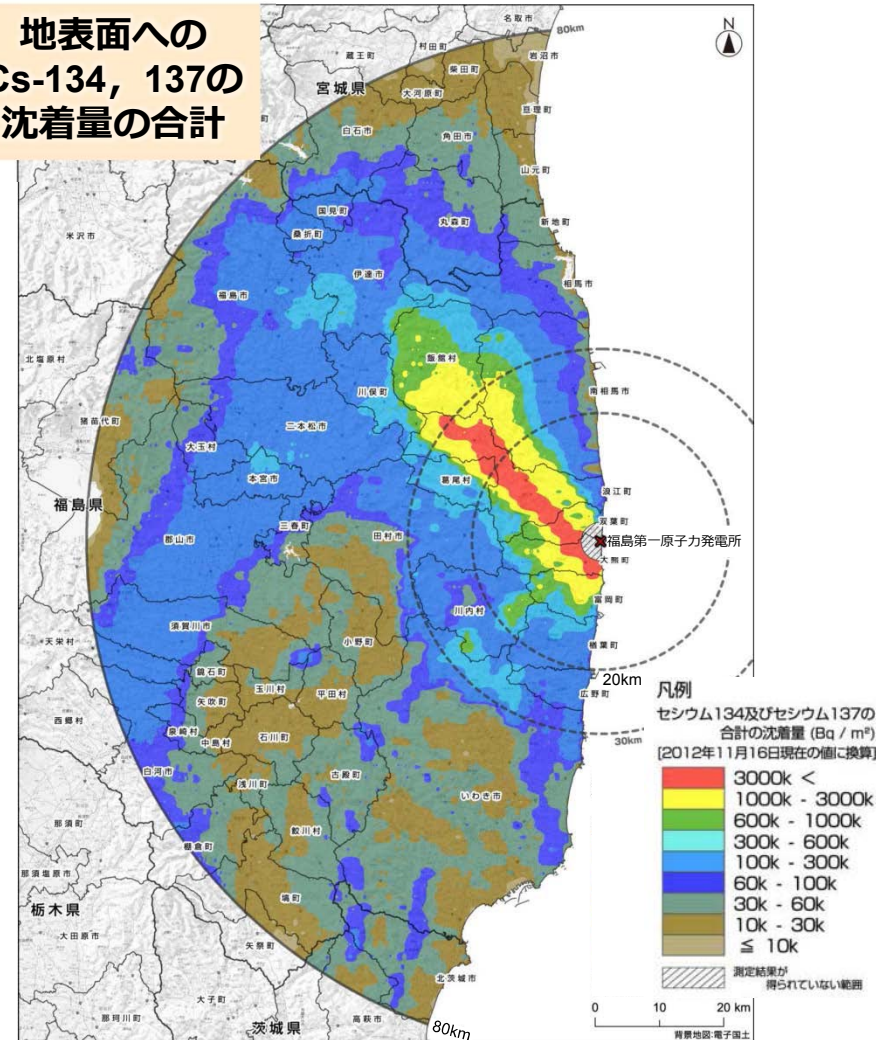 地表面への
Cs-134，137の
沈着量の合計
名取市
80km
N
村田町
岩沼市
蔵王町
柴田町
宮城県
大河原町
亘理町
町
白石市
角田市
山元町
国見町
丸森町
新地町
米沢市
桑折町
伊達市
相馬市
福島市
北塩原村
飯舘村
川俣町
南相馬市
猪苗代町
二本松市
大玉村
本宮市
葛尾村
浪江町
福島県
三春町
双葉町
郡山市
田村市
福島第一原子力発電所
大熊町
富岡町
川内村
須賀川市
天栄村
小野町
楢葉町
鏡石町
20km
玉川村
平田村
広野町
矢吹町
西郷村
泉崎村
中島村
石川町
30km
白河市
古殿町
浅川町
いわき市
那須町
鮫川村
棚倉町
那須塩原市
塙町
栃木県
大田原市
矢祭町
北茨城市
大子町
那珂川町
茨城県
高萩市
80km
凡例
セシウム134及びセシウム137の
合計の沈着量 (Bq / m²)
[2012年11月16日現在の値に換算]
3000k <
1000k - 3000k
600k - 1000k
300k - 600k
100k - 300k
60k - 100k
30k - 60k
10k - 30k
≦ 10k
測定結果が
得られていない範囲
0 10 20 km
背景地図:電子国土